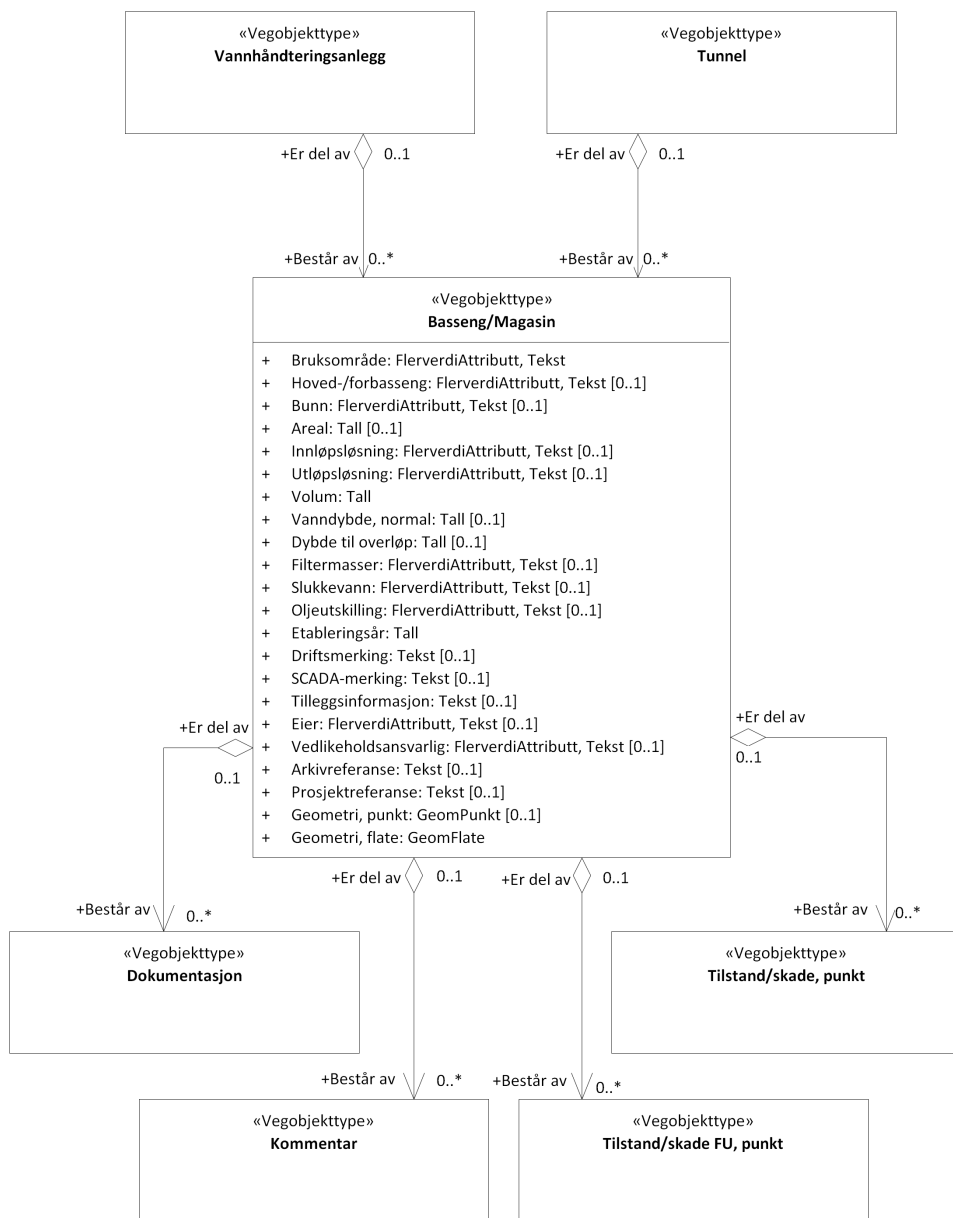 «Vegobjekttype»
Vannhåndteringsanlegg
«Vegobjekttype»
Tunnel
+Er del av 0..1
+Er del av 0..1
+Består av 0..*
+Består av 0..*
«Vegobjekttype»
Basseng/Magasin
+ Bruksområde: FlerverdiAttributt, Tekst
+ Hoved-/forbasseng: FlerverdiAttributt, Tekst [0..1]
+ Bunn: FlerverdiAttributt, Tekst [0..1]
+ Areal: Tall [0..1]
+ Innløpsløsning: FlerverdiAttributt, Tekst [0..1]
+ Utløpsløsning: FlerverdiAttributt, Tekst [0..1]
+ Volum: Tall
+ Vanndybde, normal: Tall [0..1]
+ Dybde til overløp: Tall [0..1]
+ Filtermasser: FlerverdiAttributt, Tekst [0..1]
+ Slukkevann: FlerverdiAttributt, Tekst [0..1]
+ Oljeutskilling: FlerverdiAttributt, Tekst [0..1]
+ Etableringsår: Tall
+ Driftsmerking: Tekst [0..1]
+ SCADA-merking: Tekst [0..1]
+ Tilleggsinformasjon: Tekst [0..1]
+ Eier: FlerverdiAttributt, Tekst [0..1]
+ Vedlikeholdsansvarlig: FlerverdiAttributt, Tekst [0..1]
+ Arkivreferanse: Tekst [0..1]
+ Prosjektreferanse: Tekst [0..1]
+ Geometri, punkt: GeomPunkt [0..1]
+ Geometri, flate: GeomFlate
+Er del av
0..1
+Er del av
0..1
+Er del av 0..1
+Er del av 0..1
+Består av 0..*
+Består av 0..*
«Vegobjekttype»
Dokumentasjon
«Vegobjekttype»
Tilstand/skade, punkt
+Består av 0..*
+Består av 0..*
«Vegobjekttype»
Kommentar
«Vegobjekttype»
Tilstand/skade FU, punkt